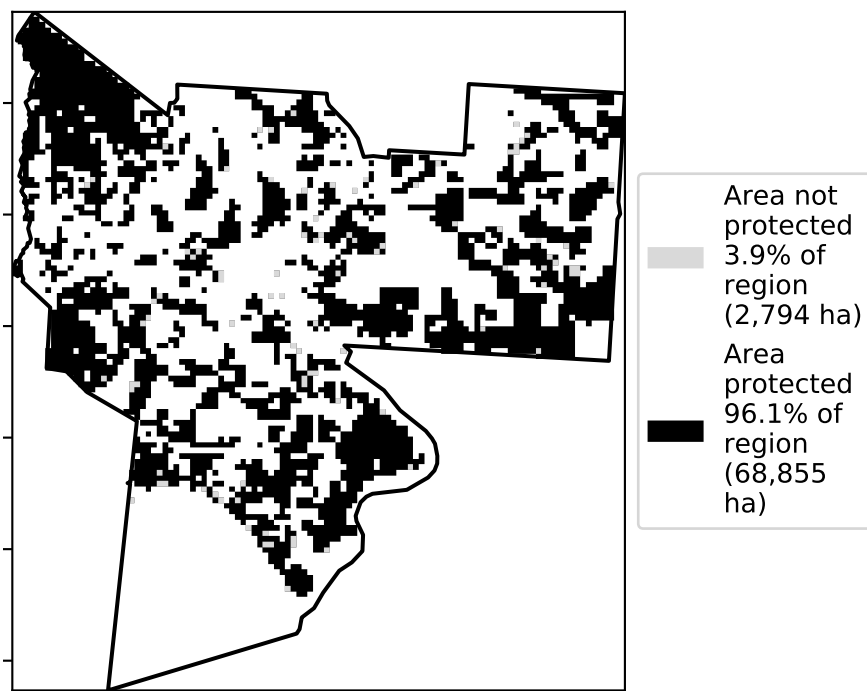 Area not
protected
3.9% of
region
(2,794 ha)
Area
protected
96.1% of
region
(68,855
ha)